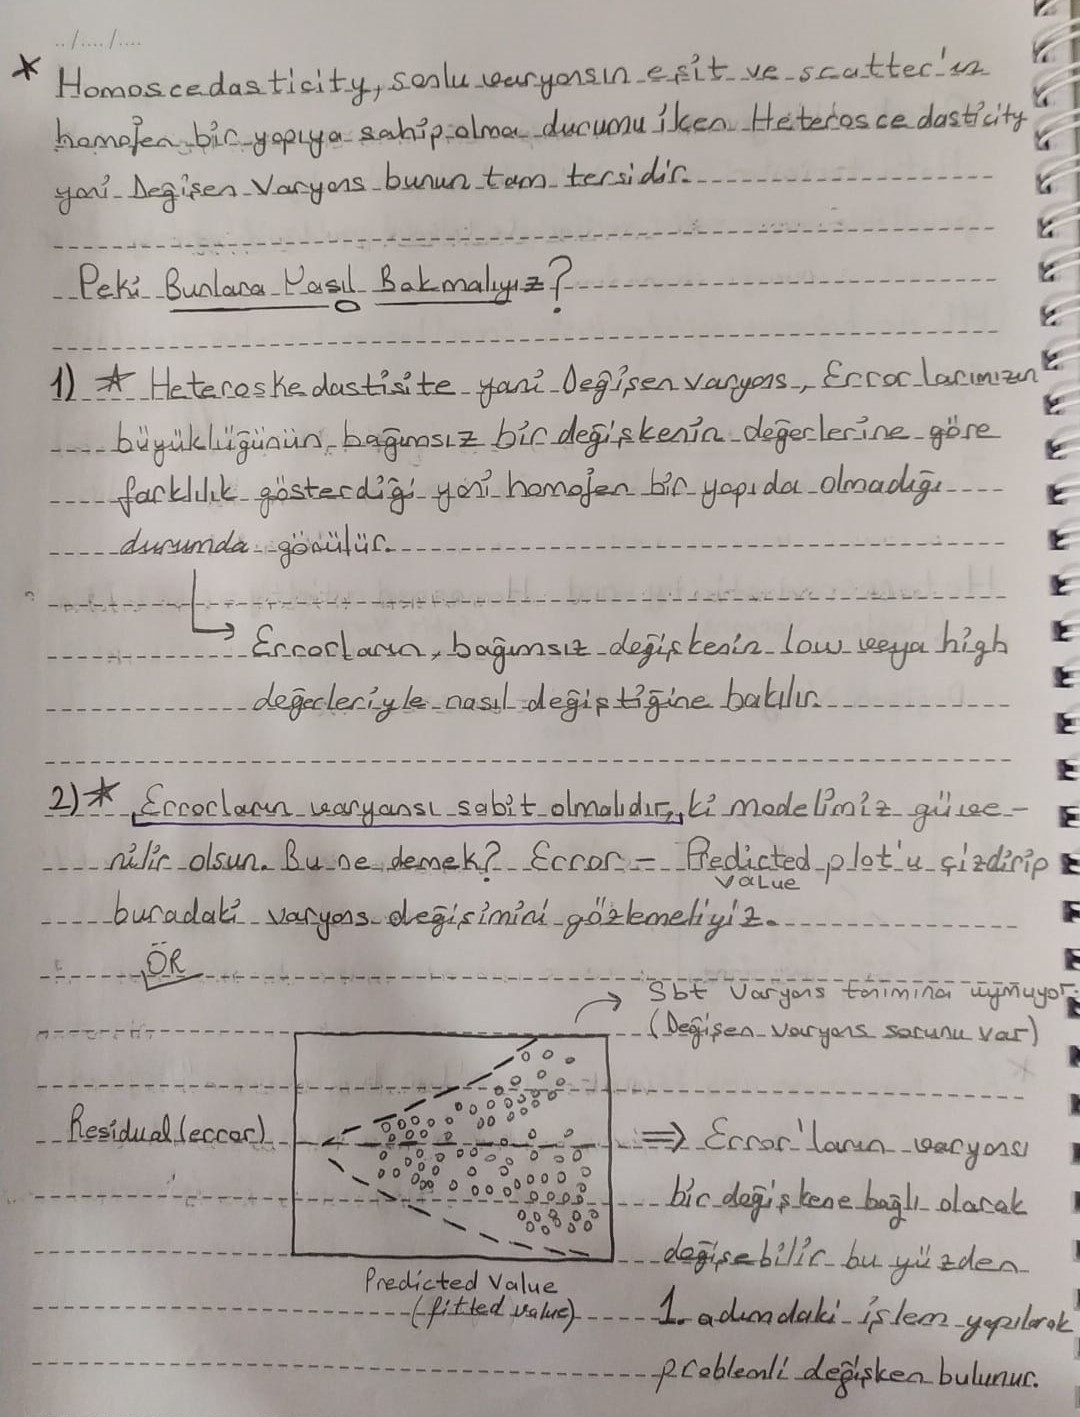 ../..../....
* Homoscedasticity, sonlu varyansın eşit ve scatter'ın
homojen bir yapıya sahip olma durumu iken Heteroscedasticity
yani Değişen Varyans bunun tam tersidir.
Peki Bunlara Nasıl Bakmalıyız?
1) * Heteroskedastisite yani Değişen varyans, Errorlarımızın
büyüklüğünün bağımsız bir değişkenin değerlerine göre
farklılık gösterdiği yani homojen bir yapıda olmadığı
durumda görülür.
→ Errorların, bağımsız değişkenin low veya high
değerleriyle nasıl değiştiğine bakılır.
2) * Errorların varyansı sabit olmalıdır, ki modelimiz güve-
nilir olsun. Bu ne demek? Error - Predicted plot'u çizdirip
value
buradaki varyans değişimini gözlemeliyiz.
ÖR
→ Sbt Varyans tanımına uymuyor.
(Değişen varyans sorunu var)
Residual (error)
⇒ Error'ların varyansı
bir değişkene bağlı olarak
değişebilir bu yüzden
Predicted Value
(fitted value)
1. adımdaki işlem yapılarak
problemli değişken bulunur.